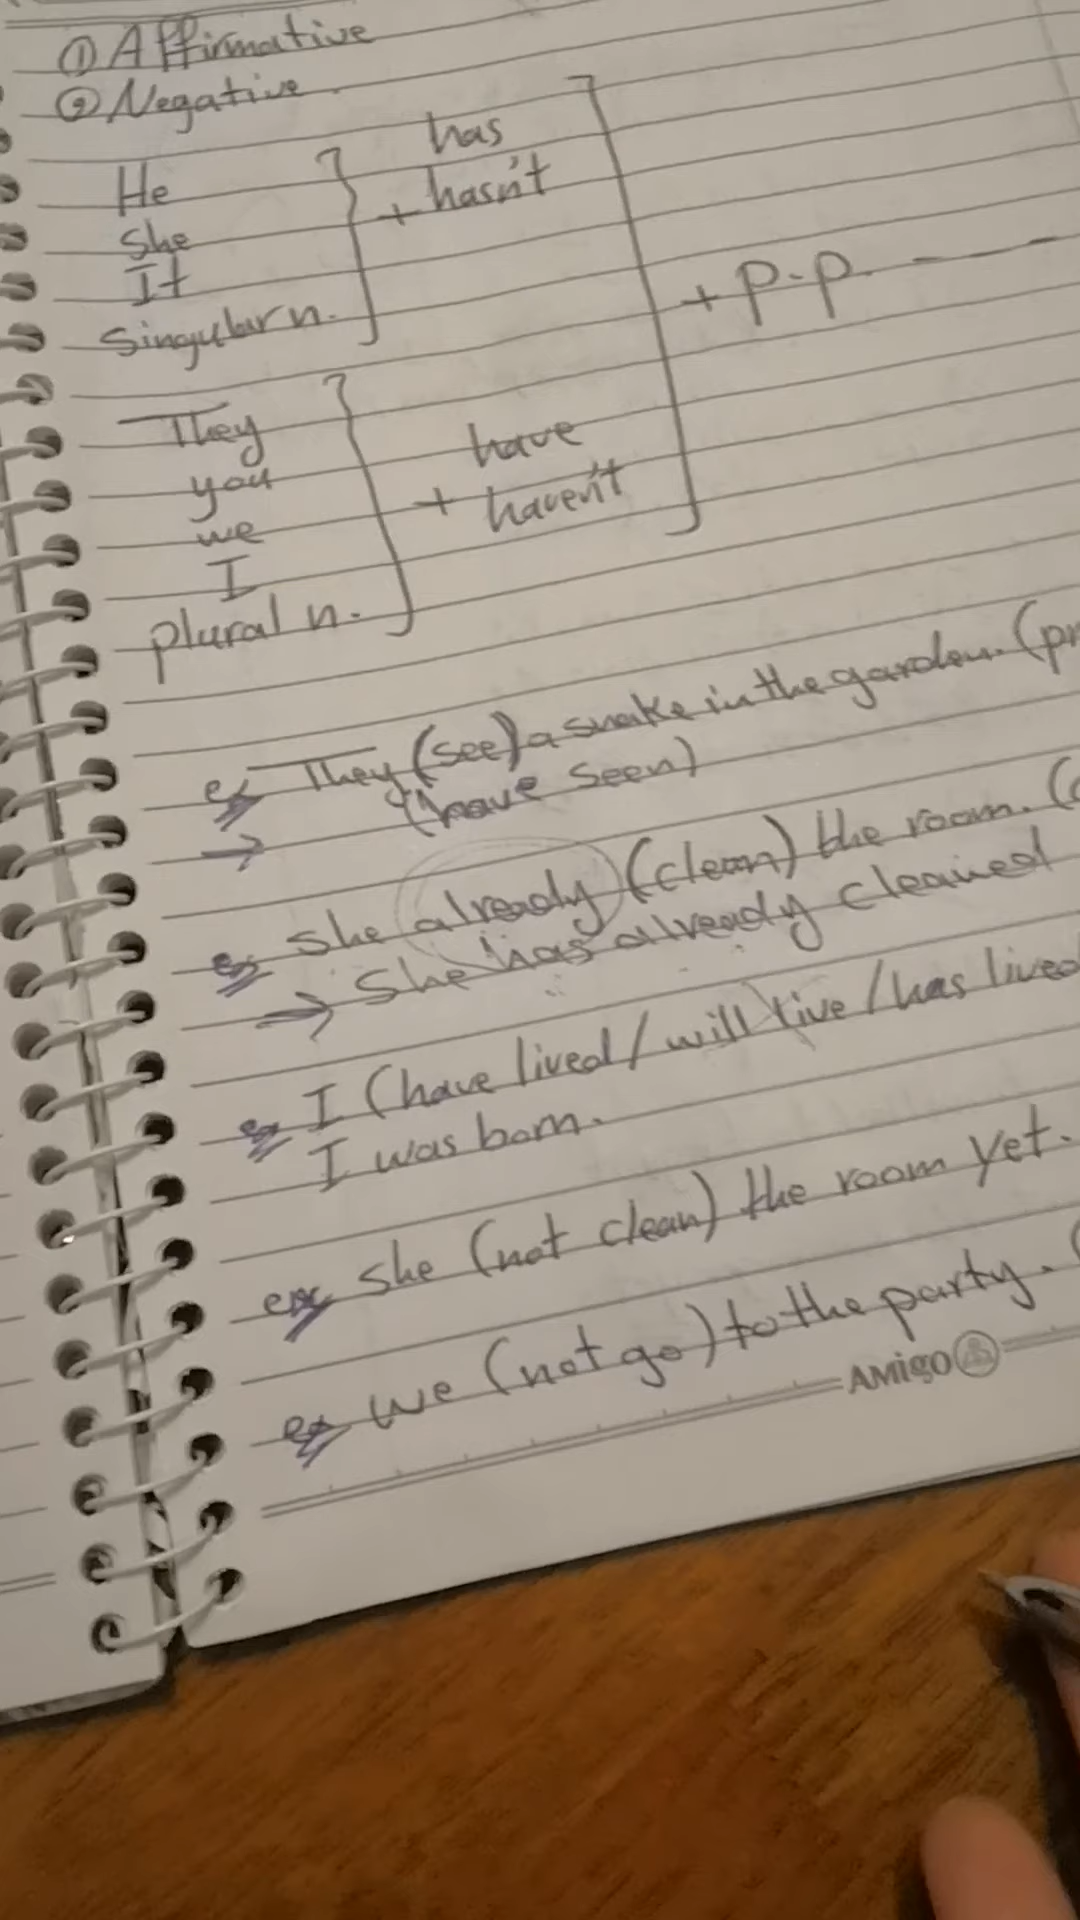 ① Affirmative
② Negative.
He
She
It
Singular n.
+ has
hasn't
+ p.p.
They
you
we
I
plural n.
+ have
haven't
ex They (see) a snake in the garden. (pr
→ (have seen)
ex She already (clean) the room. (
→ She has already cleaned
ex I (have lived / will live / has lived
I was born.
ex She (not clean) the room yet.
ex We (not go) to the party. (
AMiGO